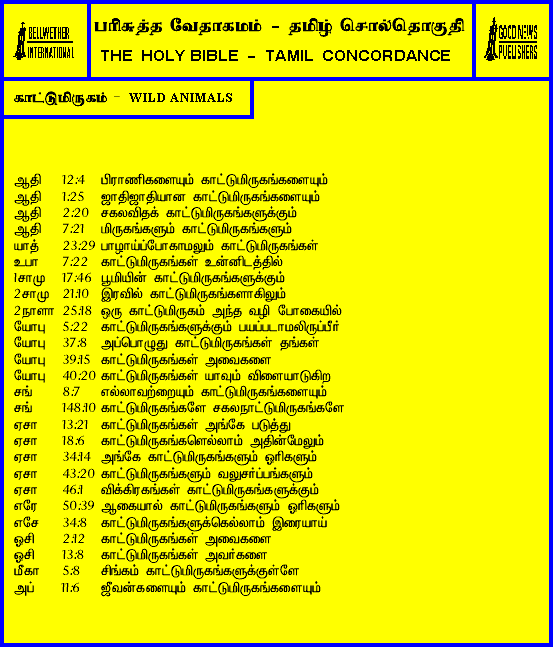 BELLWETHER
INTERNATIONAL
பரிசுத்த வேதாகமம் - தமிழ் சொல்தொகுதி
THE HOLY BIBLE - TAMIL CONCORDANCE
GOOD NEWS
PUBLISHERS
காட்டுமிருகம் - WILD ANIMALS
ஆதி 12:4 பிராணிகளையும் காட்டுமிருகங்களையும்
ஆதி 1:25 ஜாதிஜாதியான காட்டுமிருகங்களையும்
ஆதி 2:20 சகலவிதக் காட்டுமிருகங்களுக்கும்
ஆதி 7:21 மிருகங்களும் காட்டுமிருகங்களும்
யாத் 23:29 பாழாய்ப்போகாமலும் காட்டுமிருகங்கள்
உபா 7:22 காட்டுமிருகங்கள் உன்னிடத்தில்
1சாமு 17:46 பூமியின் காட்டுமிருகங்களுக்கும்
2சாமு 21:10 இரவில் காட்டுமிருகங்களாகிலும்
2நாளா 25:18 ஒரு காட்டுமிருகம் அந்த வழி போகையில்
யோபு 5:22 காட்டுமிருகங்களுக்கும் பயப்படாமலிருப்பீர்
யோபு 37:8 அப்பொழுது காட்டுமிருகங்கள் தங்கள்
யோபு 39:15 காட்டுமிருகங்கள் அவைகளை
யோபு 40:20 காட்டுமிருகங்கள் யாவும் விளையாடுகிற
சங் 8:7 எல்லாவற்றையும் காட்டுமிருகங்களையும்
சங் 148:10 காட்டுமிருகங்களே சகலநாட்டுமிருகங்களே
ஏசா 13:21 காட்டுமிருகங்கள் அங்கே படுத்து
ஏசா 18:6 காட்டுமிருகங்களெல்லாம் அதின்மேலும்
ஏசா 34:14 அங்கே காட்டுமிருகங்களும் ஓரிகளும்
ஏசா 43:20 காட்டுமிருகங்களும் வலுசர்ப்பங்களும்
ஏசா 46:1 விக்கிரகங்கள் காட்டுமிருகங்களுக்கும்
எரே 50:39 ஆகையால் காட்டுமிருகங்களும் ஓரிகளும்
எசே 34:8 காட்டுமிருகங்களுக்கெல்லாம் இரையாய்
ஓசி 2:12 காட்டுமிருகங்கள் அவைகளை
ஓசி 13:8 காட்டுமிருகங்கள் அவர்களை
மீகா 5:8 சிங்கம் காட்டுமிருகங்களுக்குள்ளே
அப் 11:6 ஜீவன்களையும் காட்டுமிருகங்களையும்